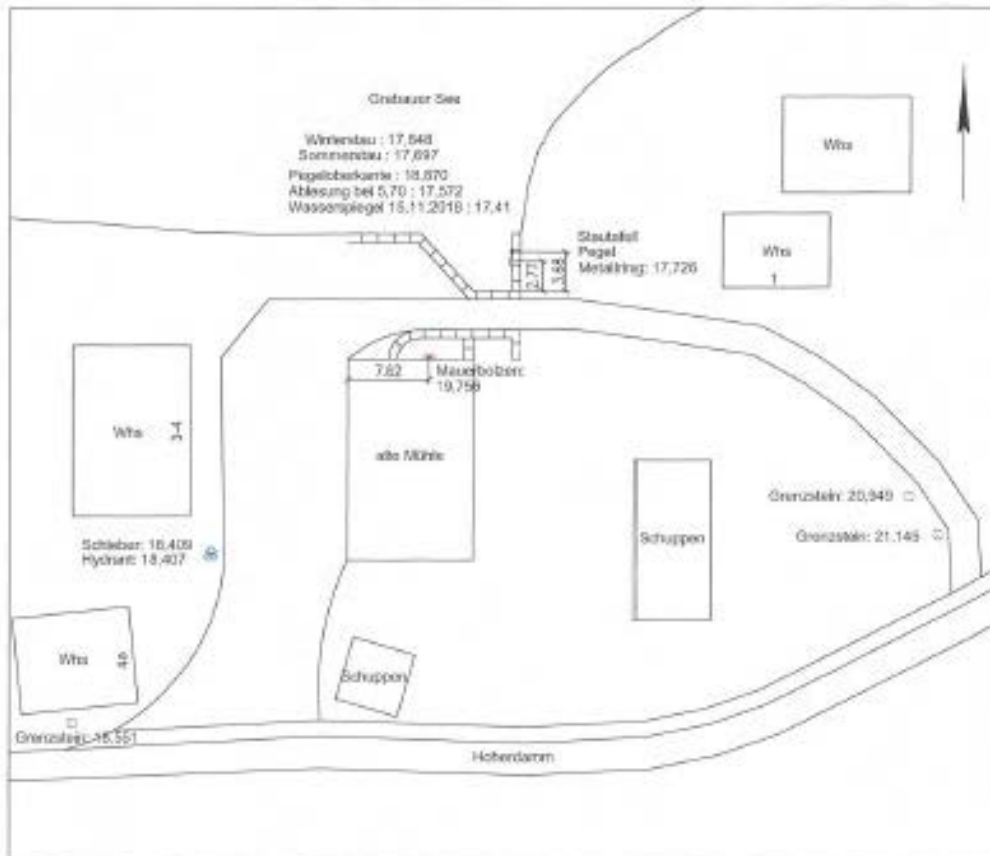 Grabauer See
Winterstau : 17,648
Sommerstau : 17,697
Pegeloberkante : 18,870
Ablesung bei 5,70 : 17,572
Wasserspiegel 15.11.2018 : 17,41
Whs
Whs
1
Stautafel
Pegel
Metallring: 17,726
2.77
3.68
7.62
Mauerbolzen:
19,758
Whs
3-4
alte Mühle
Schuppen
Grenzstein: 20,949
Grenzstein: 21.145
Schieber: 18,409
Hydrant: 18,407
Whs
4a
Schuppen
Grenzstein: 18,551
Hoherdamm